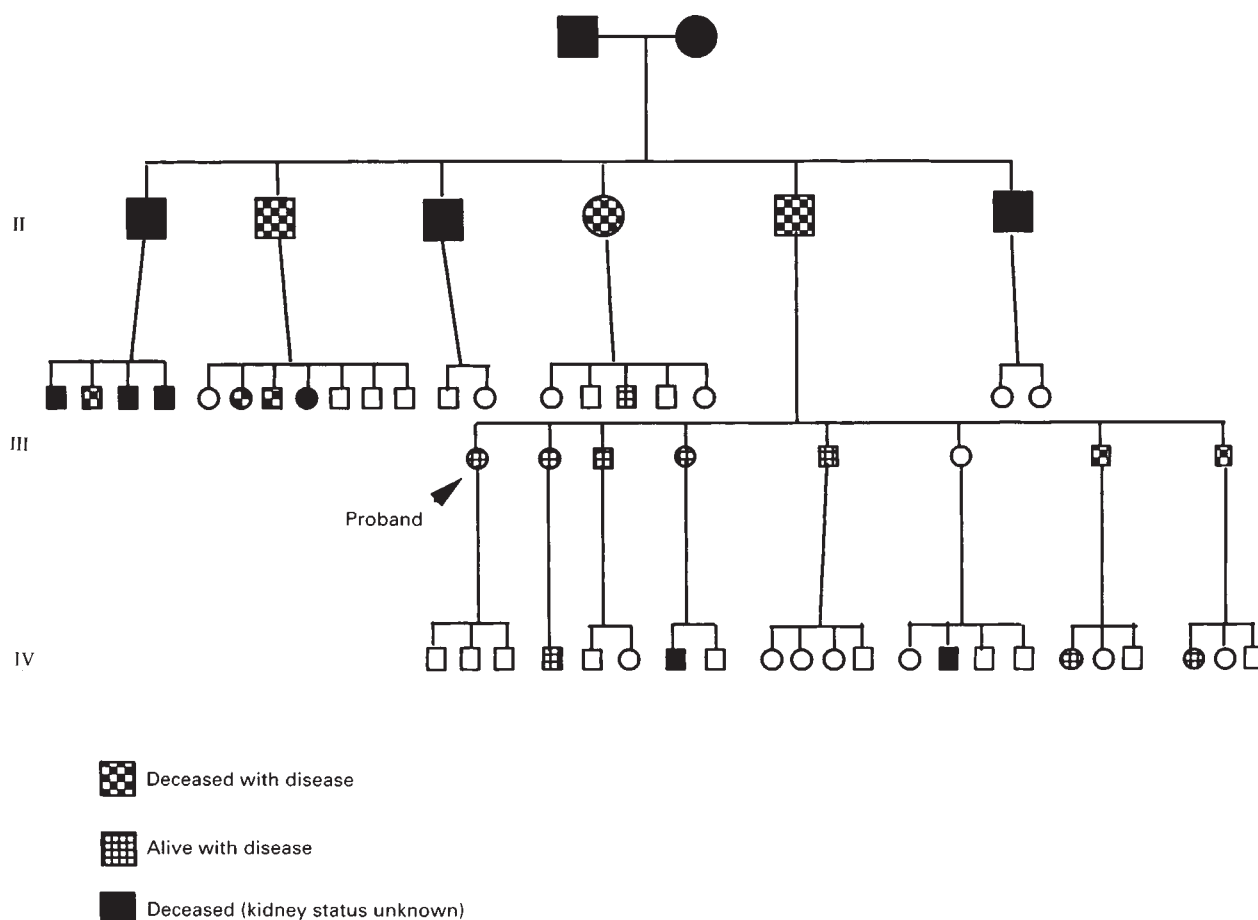 II
III
Proband
IV
Deceased with disease
Alive with disease
Deceased (kidney status unknown)